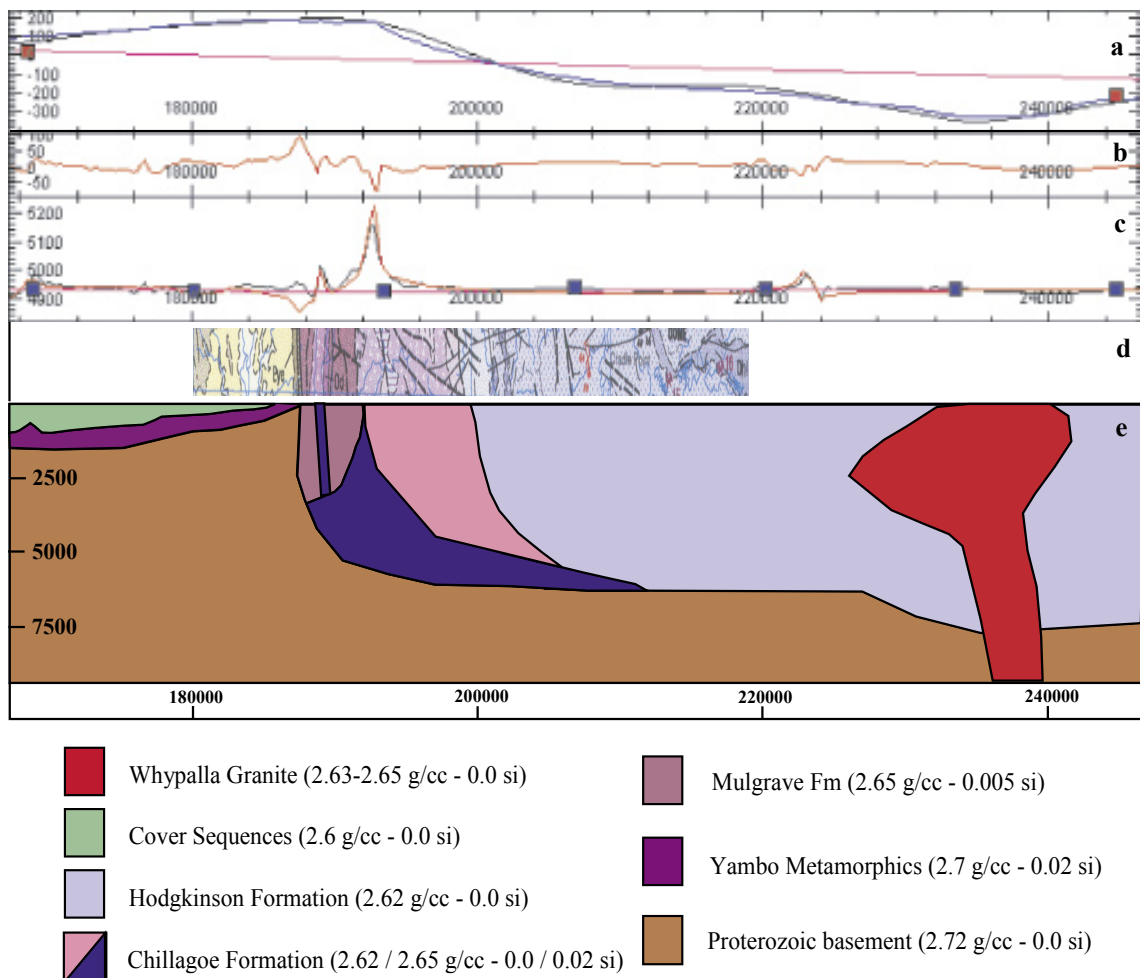 200
100
-100
-200
-300
180000
200000
220000
240000
a
100
50
0
-50
180000
200000
220000
240000
b
5200
5100
5000
4900
180000
200000
220000
240000
c
d
e
2500
5000
7500
180000
200000
220000
240000
Whypalla Granite (2.63-2.65 g/cc - 0.0 si)
Cover Sequences (2.6 g/cc - 0.0 si)
Hodgkinson Formation (2.62 g/cc - 0.0 si)
Chillagoe Formation (2.62 / 2.65 g/cc - 0.0 / 0.02 si)
Mulgrave Fm (2.65 g/cc - 0.005 si)
Yambo Metamorphics (2.7 g/cc - 0.02 si)
Proterozoic basement (2.72 g/cc - 0.0 si)